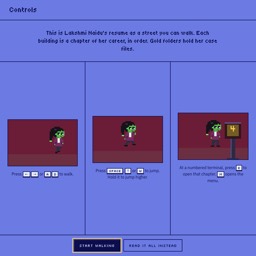 Controls
This is Lakshmi Naidu's resume as a street you can walk. Each
building is a chapter of her career, in order. Gold folders hold her case
files.
Press to walk.
Press SPACE to jump.
Hold it to jump higher.
4
At a numbered terminal, press to
open that chapter. opens the
menu.
START WALKING
READ IT ALL INSTEAD